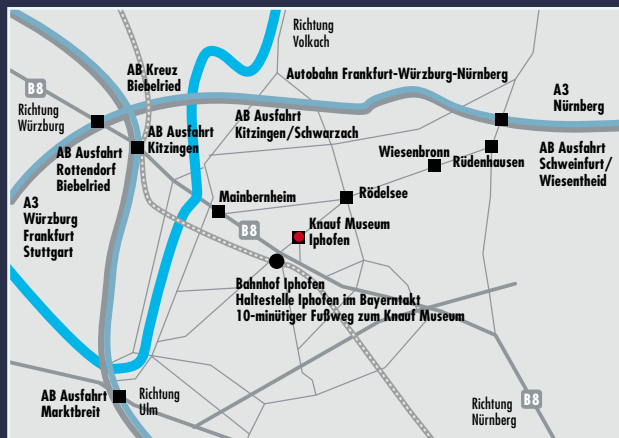 Richtung
Volkach
AB Kreuz
Biebelried
Autobahn Frankfurt-Würzburg-Nürnberg
B8
Richtung
Würzburg
A3
Nürnberg
AB Ausfahrt
Kitzingen/Schwarzach
AB Ausfahrt
Kitzingen
AB Ausfahrt
Rottendorf
Biebelried
Wiesenbronn
Rüdenhausen
AB Ausfahrt
Schweinfurt/
Wiesentheid
A3
Würzburg
Frankfurt
Stuttgart
Mainbernheim
Rödelsee
B8
Knauf Museum
Iphofen
Bahnhof Iphofen
Haltestelle Iphofen im Bayerntakt
10-minütiger Fußweg zum Knauf Museum
AB Ausfahrt
Marktbreit
Richtung
Ulm
Richtung
Nürnberg
B8